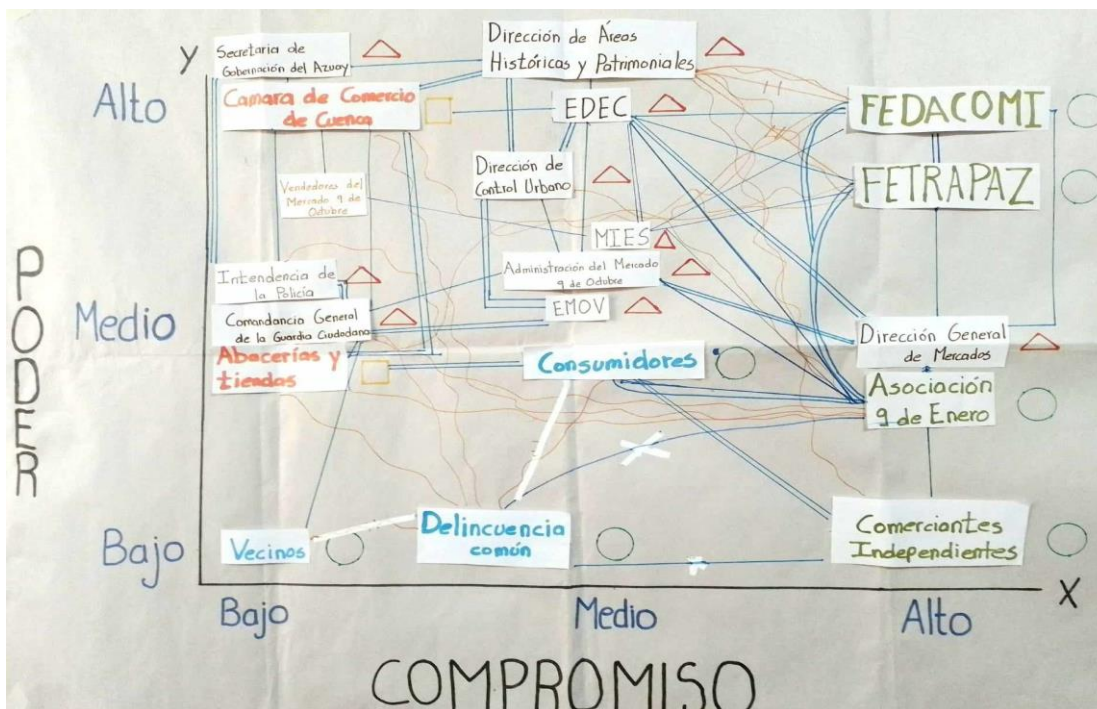 Y
Alto
Medio
Bajo
PODER
Secretaria de
Gobernación del Azuay
Dirección de Áreas
Históricas y Patrimoniales
Camara de Comercio
de Cuenca
EDEC
FEDACOMI
Vendedores del
Mercado 9 de
Octubre
Dirección de
Control Urbano
FETRAPAZ
MIES
Intendencia de
la Policía
Administración del Mercado
9 de Octubre
EMOV
Comandancia General
de la Guardia Ciudadana
Dirección General
de Mercados
Abacerías y
tiendas
Consumidores
Asociación
9 de Enero
Vecinos
Delincuencia
común
Comerciantes
Independientes
X
Bajo
Medio
Alto
COMPROMISO